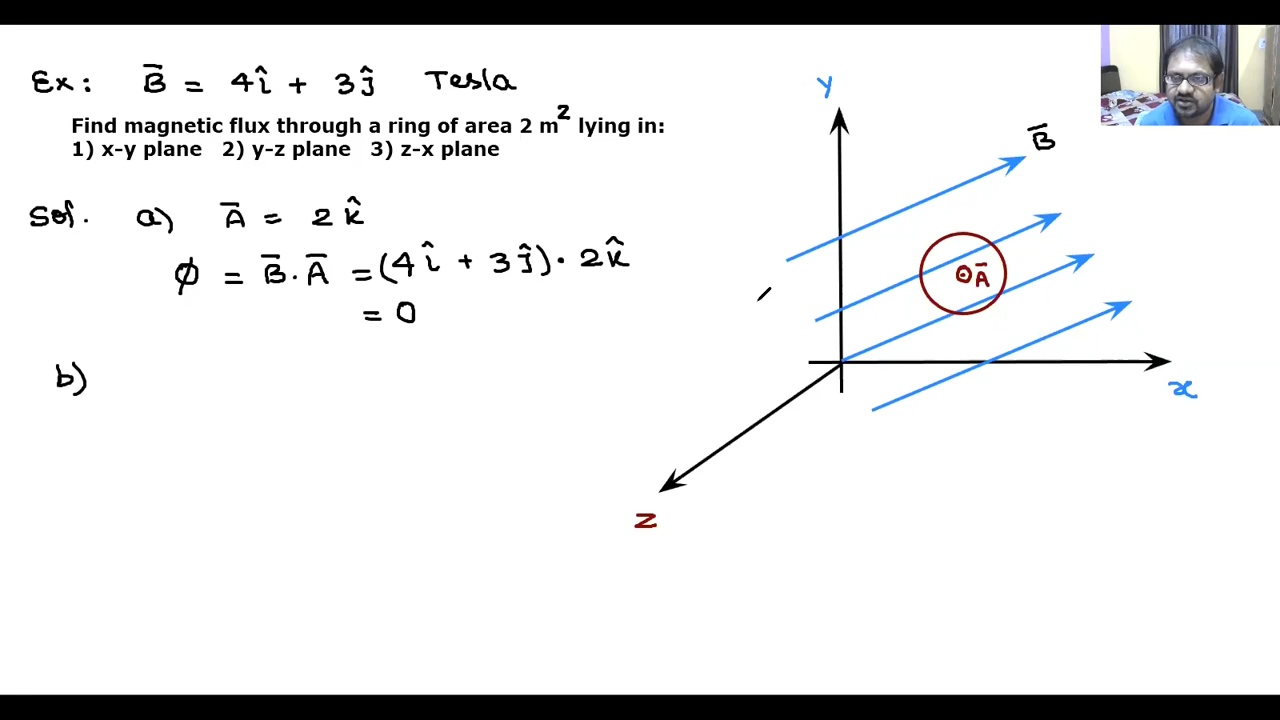 Ex: B̄ = 4î + 3ĵ Tesla
Find magnetic flux through a ring of area 2 m² lying in:
1) x-y plane 2) y-z plane 3) z-x plane
Sol. a) Ā = 2k̂
φ = B̄.Ā = (4î + 3ĵ)·2k̂
= 0
b)
y
B̄
Ā
x
z